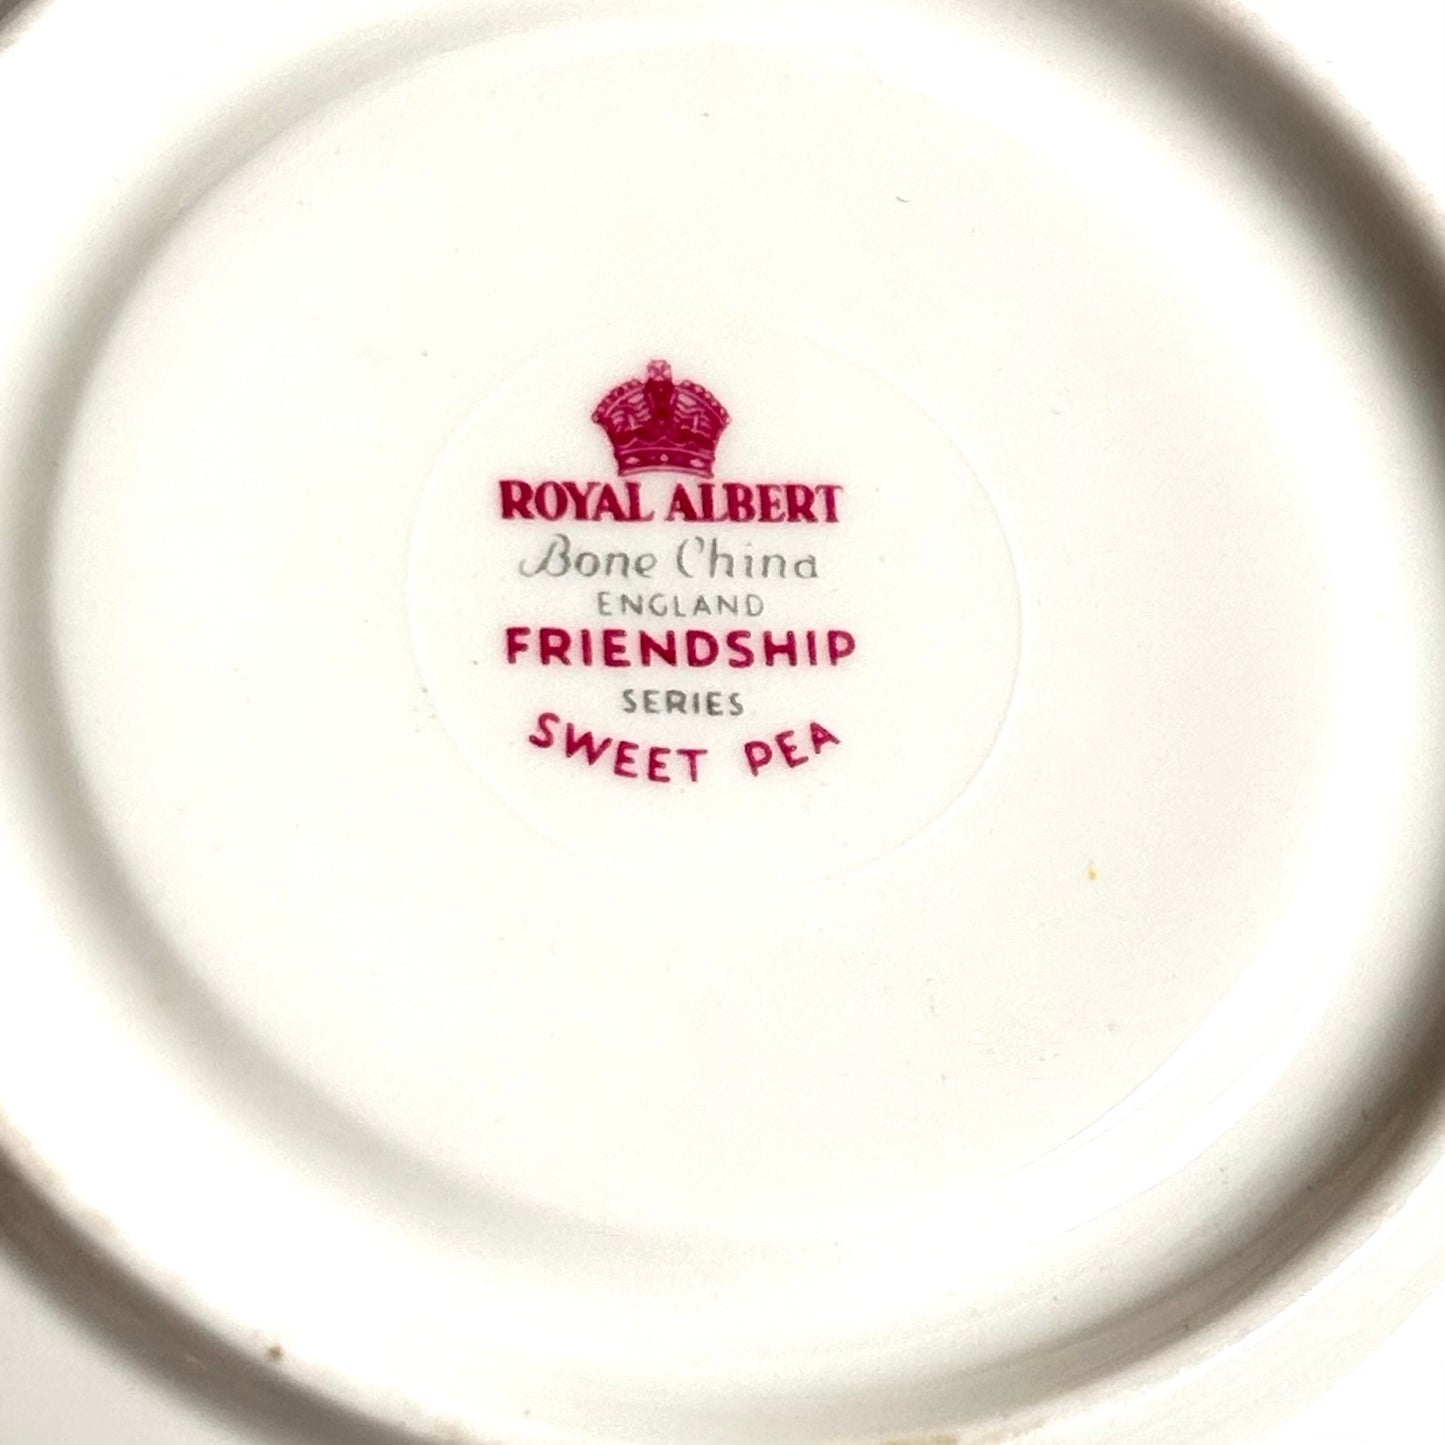 ROYAL ALBERT
Bone China
ENGLAND
FRIENDSHIP
SERIES
SWEET PEA